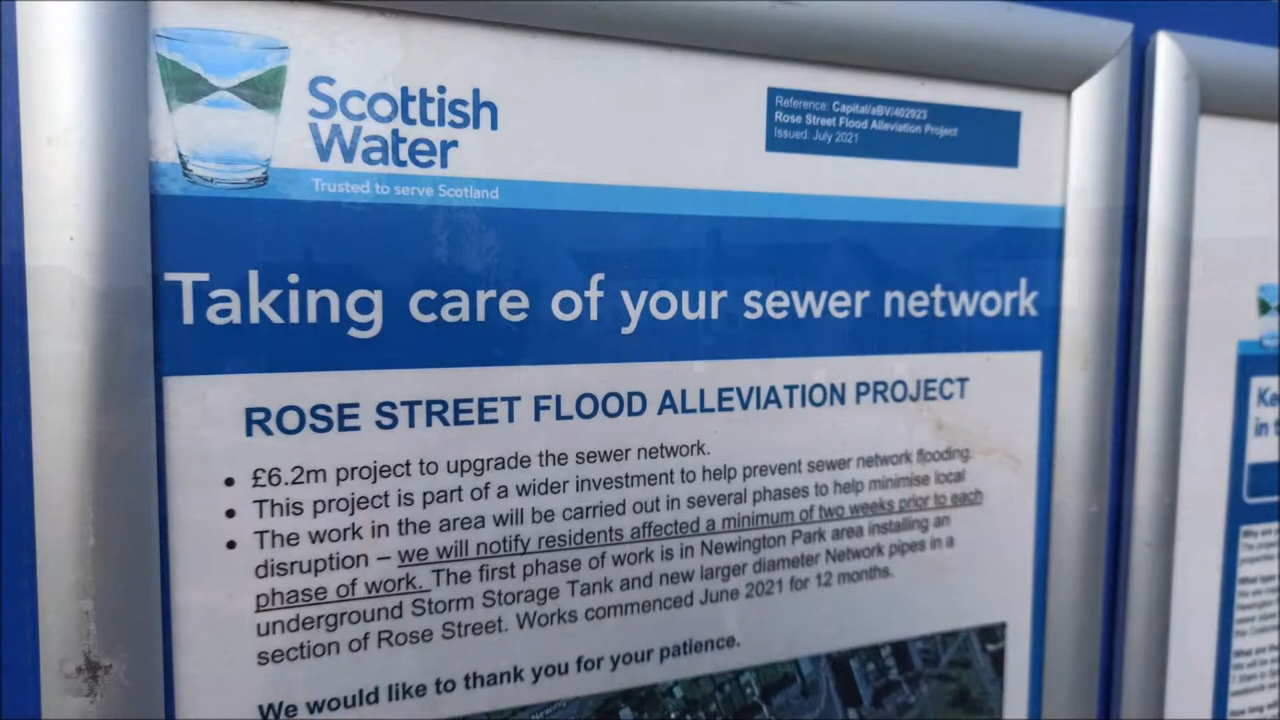 Scottish
Water
Trusted to serve Scotland
Reference: Capital/aBV/402923
Rose Street Flood Alleviation Project
Issued: July 2021
Taking care of your sewer network
ROSE STREET FLOOD ALLEVIATION PROJECT
• £6.2m project to upgrade the sewer network.
• This project is part of a wider investment to help prevent sewer network flooding.
• The work in the area will be carried out in several phases to help minimise local
disruption – we will notify residents affected a minimum of two weeks prior to each
phase of work. The first phase of work is in Newington Park area installing an
underground Storm Storage Tank and new larger diameter Network pipes in a
section of Rose Street. Works commenced June 2021 for 12 months.
We would like to thank you for your patience.